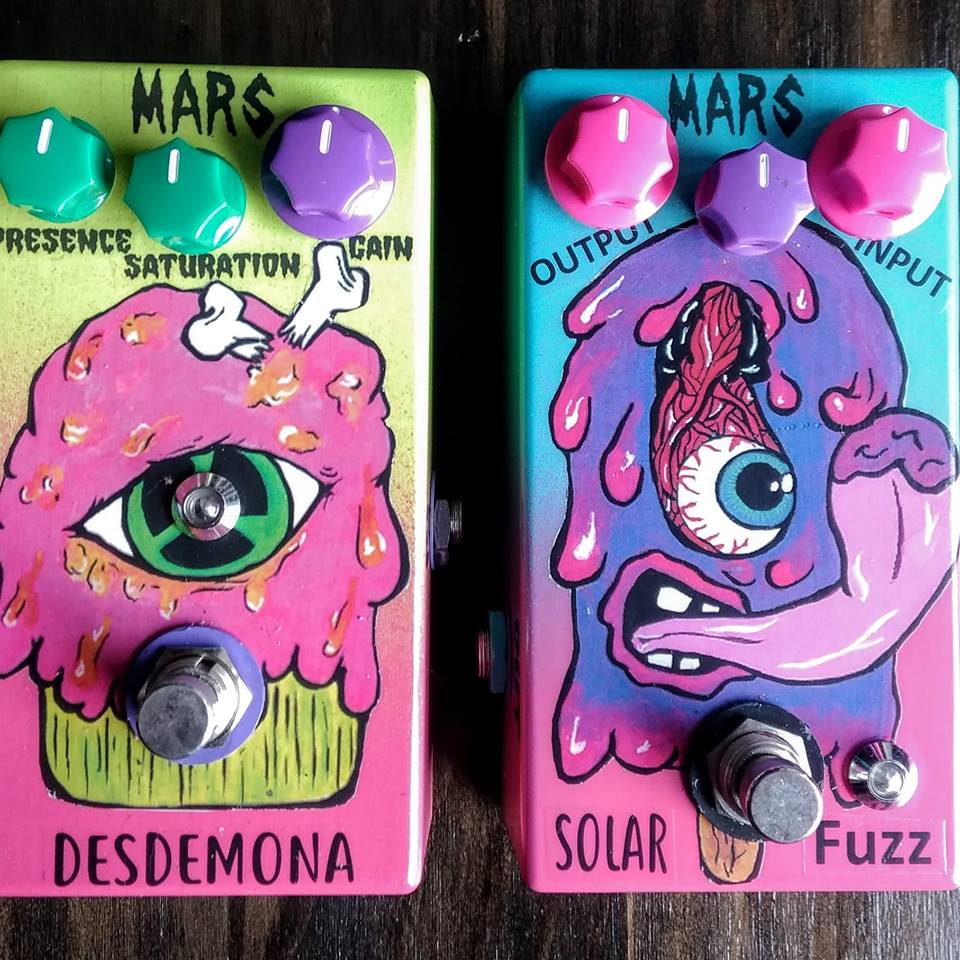 MARS
PRESENCE
SATURATION
GAIN
DESDEMONA
MARS
OUTPUT
INPUT
SOLAR
Fuzz